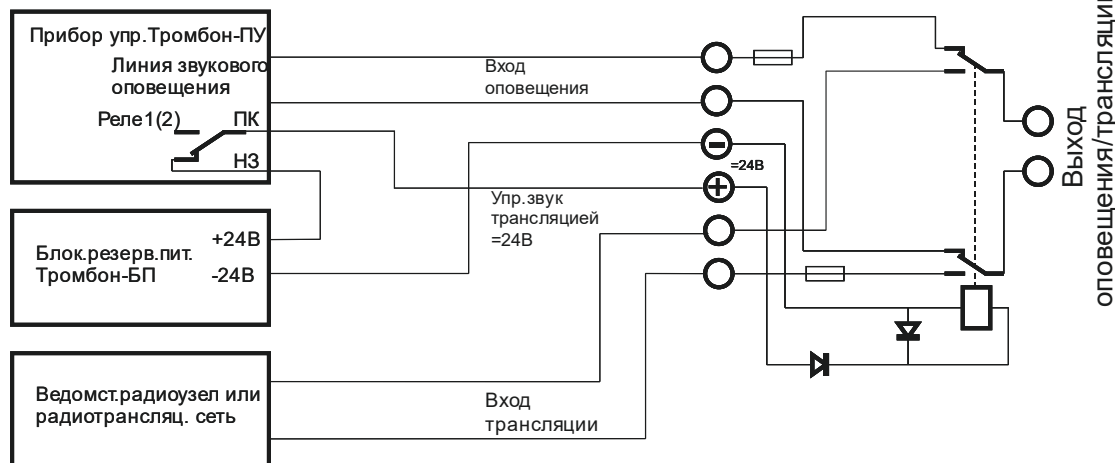 Прибор упр.Тромбон-ПУ
Линия звукового
оповещения
Реле1(2)
ПК
НЗ
Блок.резерв.пит.
Тромбон-БП
+24В
-24В
Ведомст.радиоузел или
радиотрансляц. сеть
Вход
оповещения
=24В
Упр.звук
трансляцией
=24В
Вход
трансляции
Выход
оповещения/трансляции